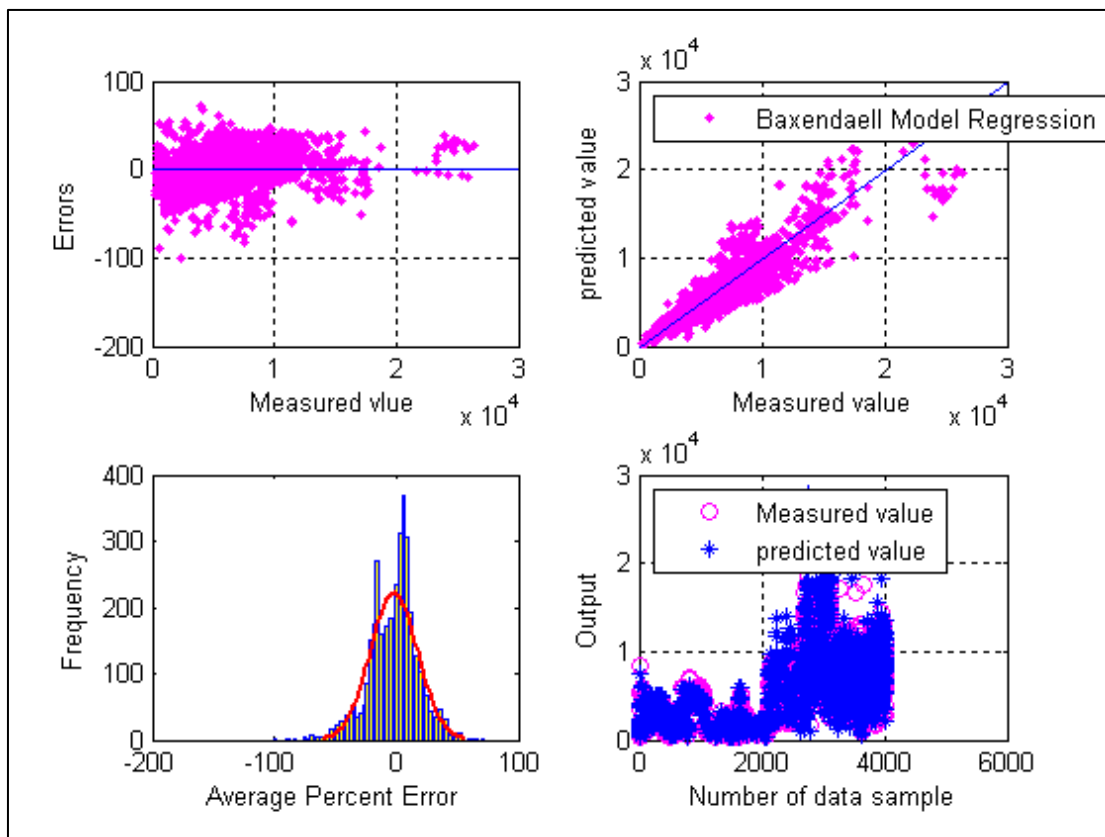 100
0
-100
-200
Errors
0
1
2
3
Measured vlue
x 10^4
x 10^4
3
2
1
0
predicted value
Baxendaell Model Regression
0
1
2
3
Measured value
x 10^4
400
300
200
100
0
Frequency
-200
-100
0
100
Average Percent Error
x 10^4
3
2
1
0
Output
Measured value
predicted value
0
2000
4000
6000
Number of data sample